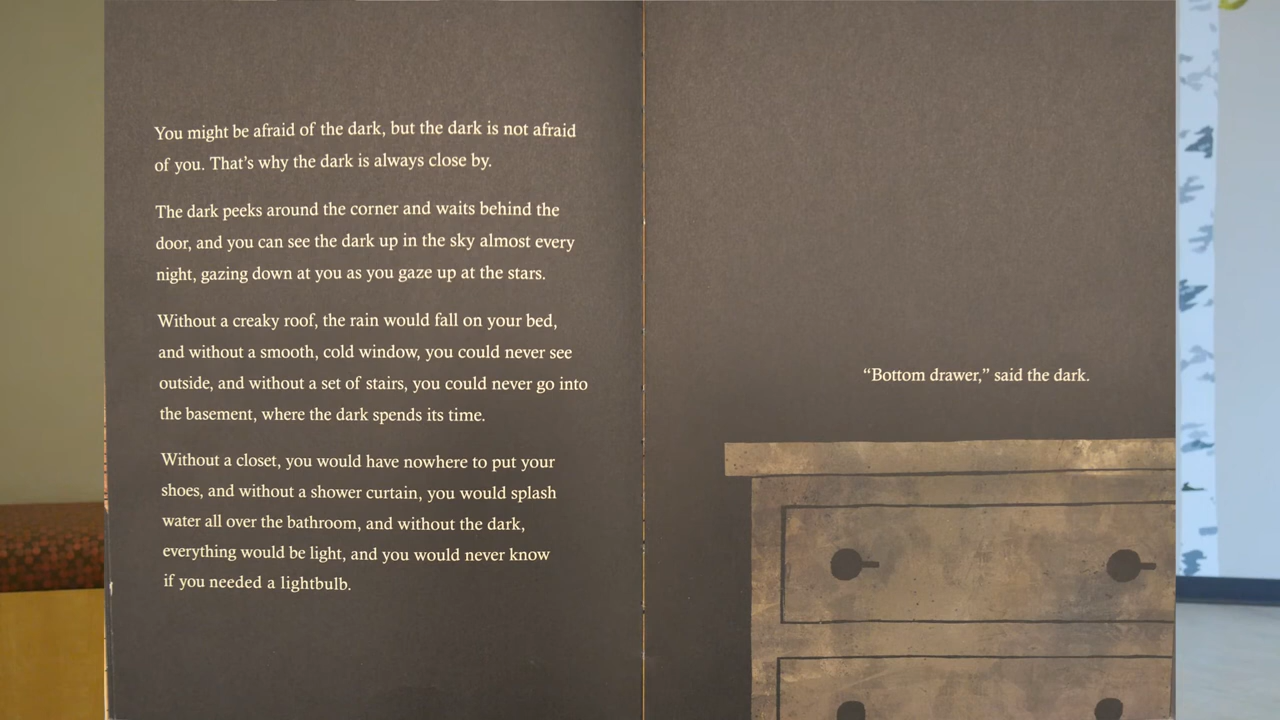 You might be afraid of the dark, but the dark is not afraid
of you. That’s why the dark is always close by.
The dark peeks around the corner and waits behind the
door, and you can see the dark up in the sky almost every
night, gazing down at you as you gaze up at the stars.
Without a creaky roof, the rain would fall on your bed,
and without a smooth, cold window, you could never see
outside, and without a set of stairs, you could never go into
the basement, where the dark spends its time.
Without a closet, you would have nowhere to put your
shoes, and without a shower curtain, you would splash
water all over the bathroom, and without the dark,
everything would be light, and you would never know
if you needed a lightbulb.
“Bottom drawer,” said the dark.